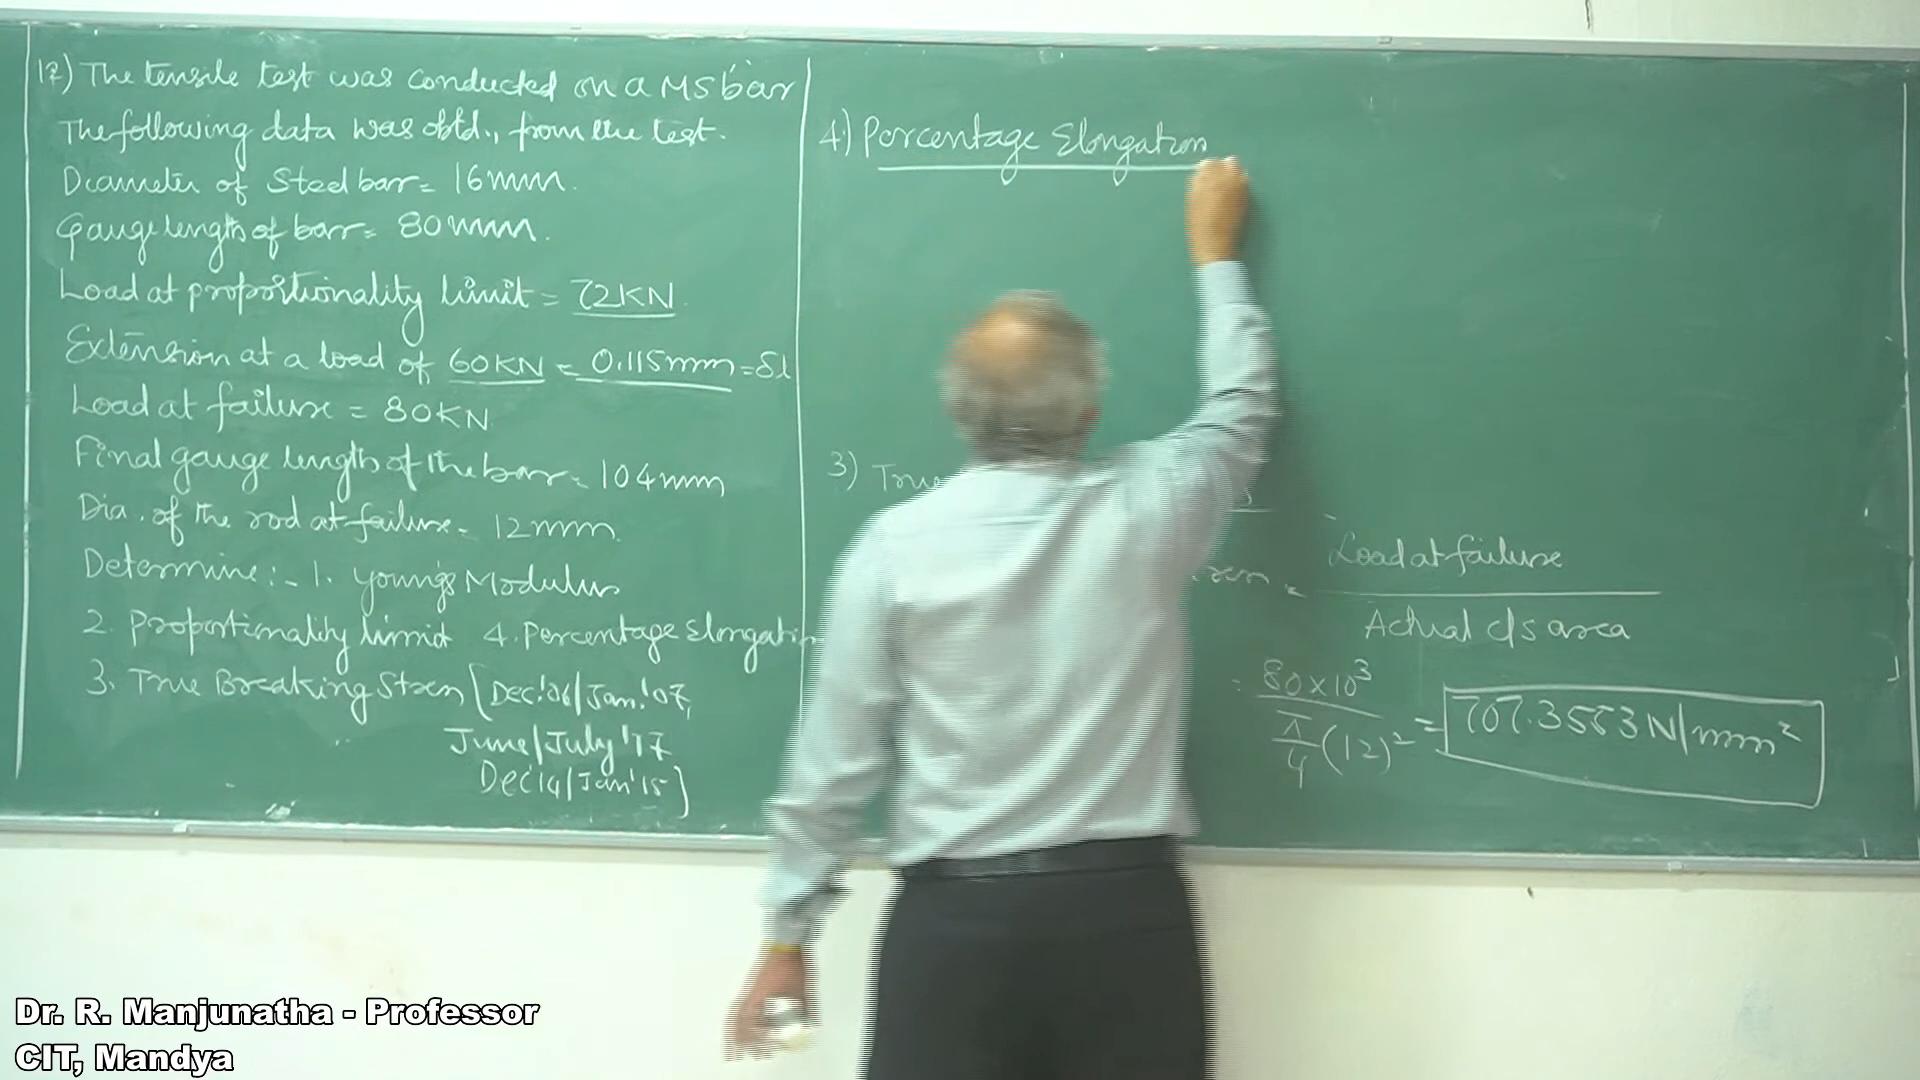 17) The tensile test was conducted on a MS bar
The following data was obtd., from the test.
Diameter of Steel bar = 16mm.
Gauge length of bar = 80mm.
Load at proportionality limit = 72KN.
Extension at a load of 60KN = 0.115mm = δl
Load at failure = 80KN
Final gauge length of the bar = 104mm
Dia. of the rod at failure = 12mm.
Determine:- 1. Young's Modulus
2. Proportionality limit 4. Percentage Elongation
3. True Breaking Stress [Dec.'06/Jan.'07,
June/July'17
Dec'14/Jan'15]
4) Percentage Elongation
3) True
= Load at failure
Actual c/s area
= 80×10³
π/4 (12)² = 707.3553N/mm²
Dr. R. Manjunatha - Professor
CIT, Mandya